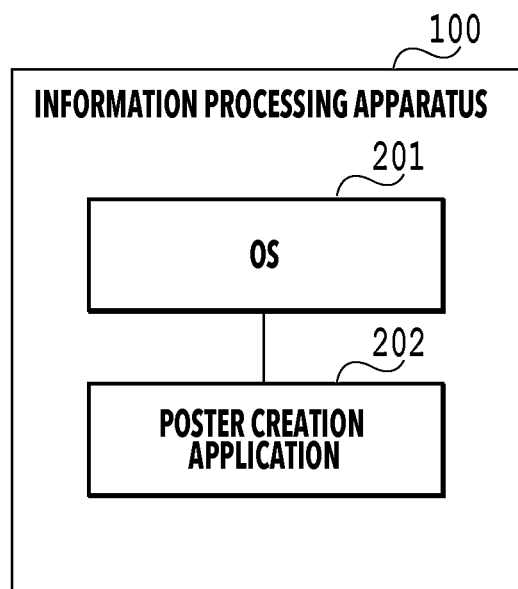 100
INFORMATION PROCESSING APPARATUS
201
OS
202
POSTER CREATION
APPLICATION